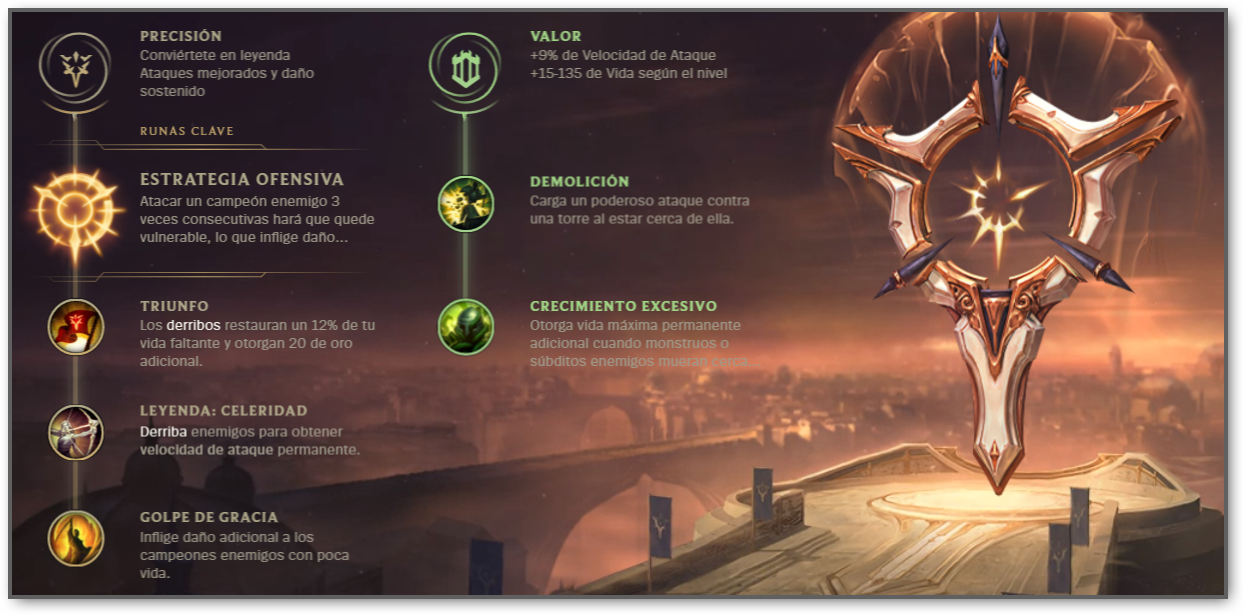 PRECISIÓN
Conviértete en leyenda
Ataques mejorados y daño
sostenido
RUNAS CLAVE
ESTRATEGIA OFENSIVA
Atacar un campeón enemigo 3
veces consecutivas hará que quede
vulnerable, lo que inflige daño...
TRIUNFO
Los derribos restauran un 12% de tu
vida faltante y otorgan 20 de oro
adicional.
LEYENDA: CELERIDAD
Derriba enemigos para obtener
velocidad de ataque permanente.
GOLPE DE GRACIA
Inflige daño adicional a los
campeones enemigos con poca
vida.
VALOR
+9% de Velocidad de Ataque
+15-135 de Vida según el nivel
DEMOLICIÓN
Carga un poderoso ataque contra
una torre al estar cerca de ella.
CRECIMIENTO EXCESIVO
Otorga vida máxima permanente
adicional cuando monstruos o
súbditos enemigos mueran cerca.